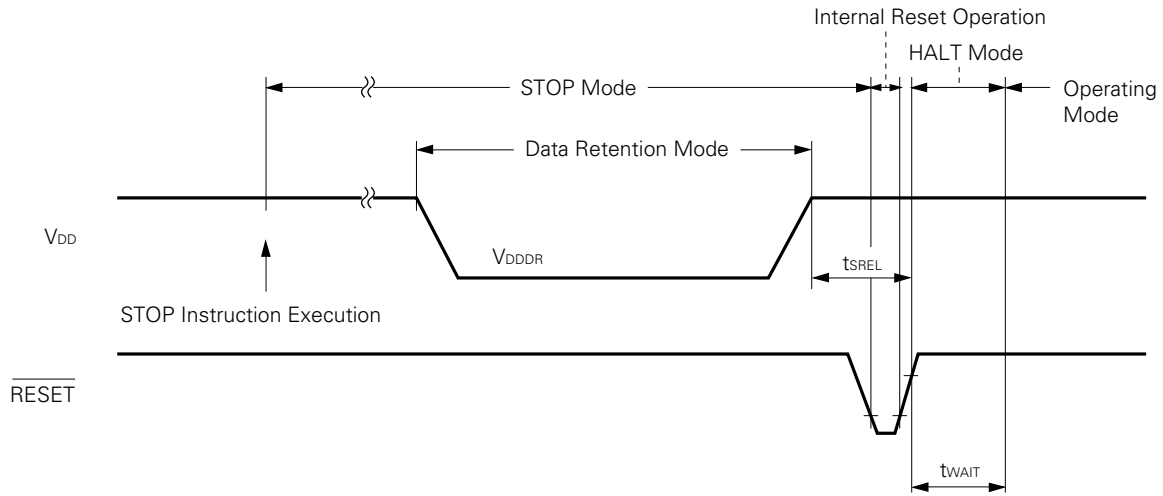 Internal Reset Operation
HALT Mode
STOP Mode
Operating
Mode
Data Retention Mode
VDD
VDDDR
tSREL
STOP Instruction Execution
RESET
tWAIT